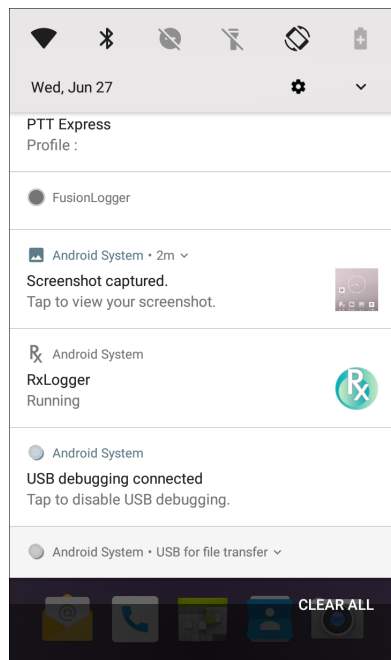 Wed, Jun 27
PTT Express
Profile :
FusionLogger
Android System • 2m
Screenshot captured.
Tap to view your screenshot.
Rx Android System
RxLogger
Running
Rx
Android System
USB debugging connected
Tap to disable USB debugging.
Android System • USB for file transfer
@
CLEAR ALL